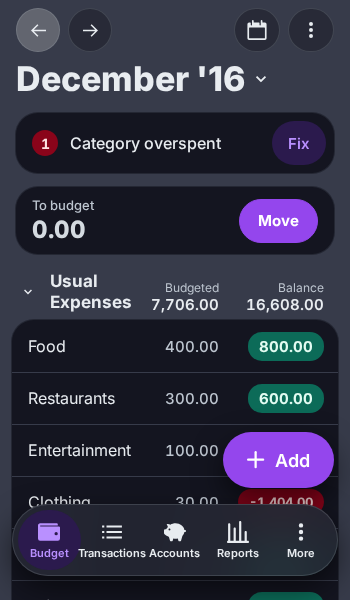 December '16
1 Category overspent Fix
To budget
0.00 Move
Usual Expenses Budgeted 7,706.00 Balance 16,608.00
Food 400.00 800.00
Restaurants 300.00 600.00
Entertainment 100.00
+ Add
Clothing 30.00 -1,404.00
Budget Transactions Accounts Reports More